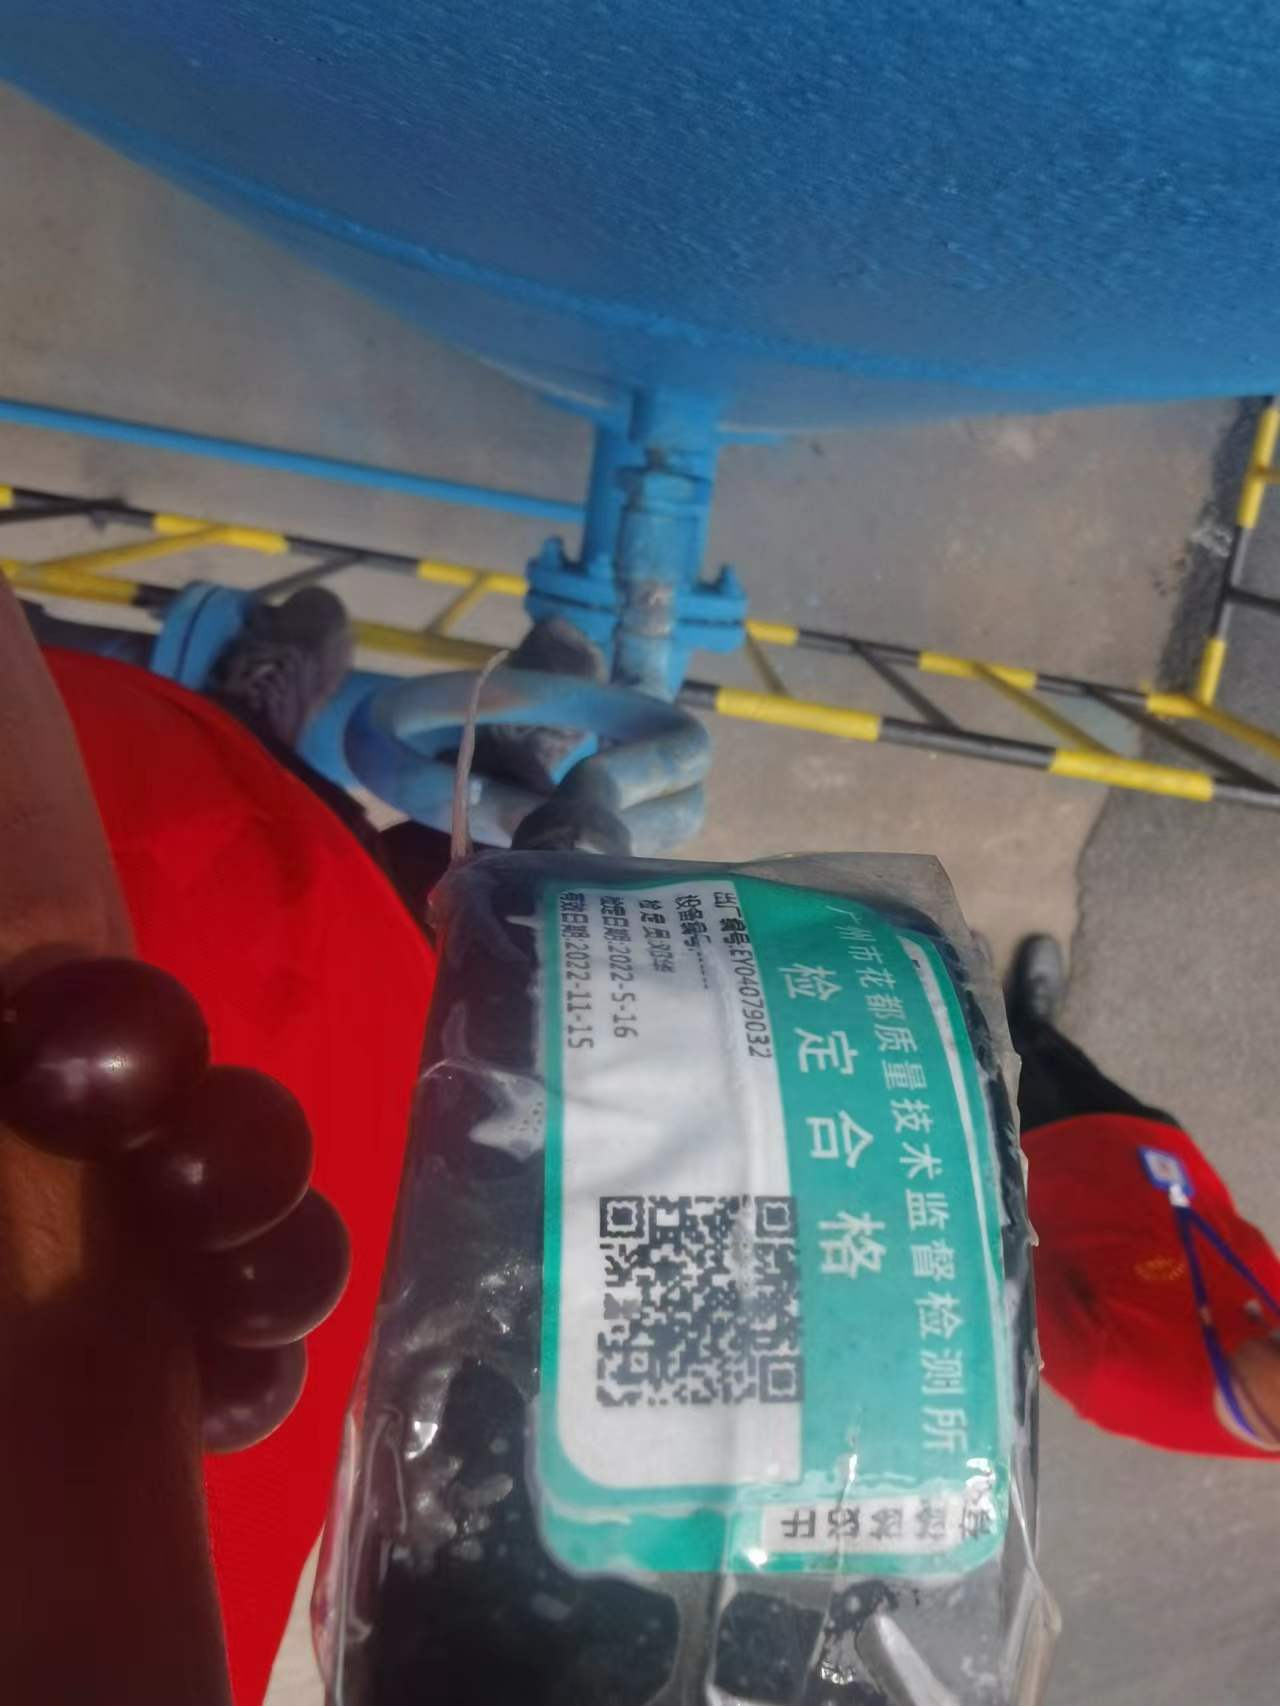 广州市花都质量技术监督检测所
检定合格
出厂编号:EY04079032
设备编号:------
检定员:邓
检定日期:2022-5-16
有效日期:2022-11-15